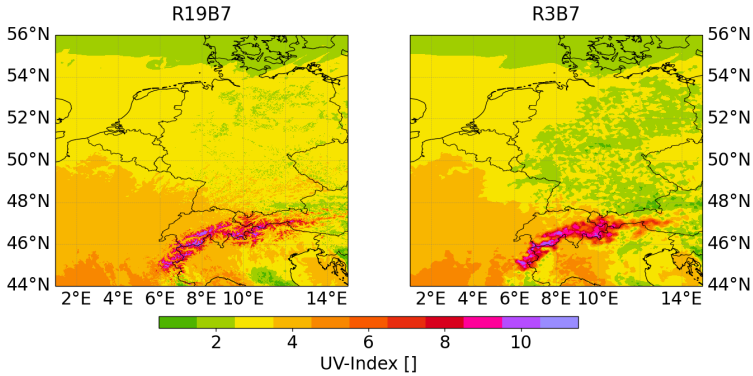 R19B7 R3B7
56°N 56°N
54°N 54°N
52°N 52°N
50°N 50°N
48°N 48°N
46°N 46°N
44°N 44°N
2°E 4°E 6°E 8°E 10°E 14°E 2°E 4°E 6°E 8°E 10°E 14°E
2 4 6 8 10
UV-Index []